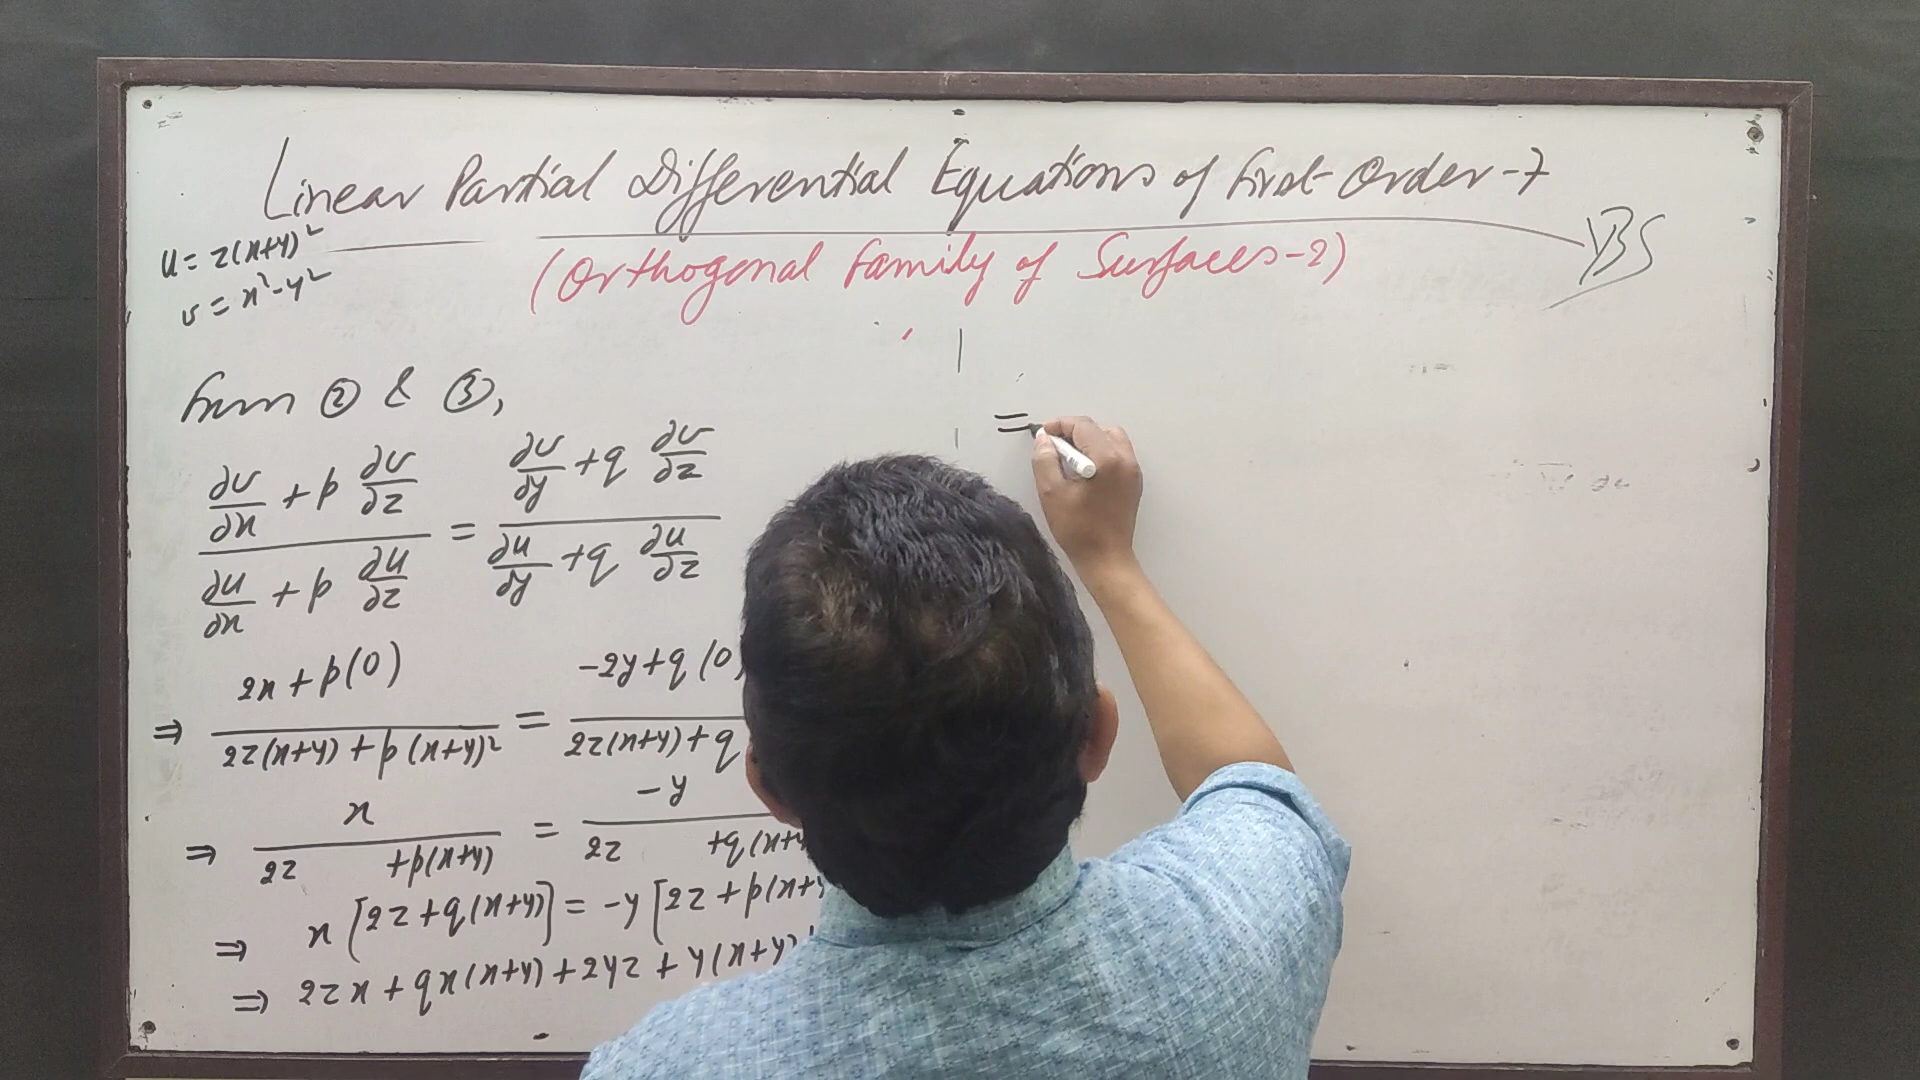 Linear Partial Differential Equations of First Order-7
(Orthogonal Family of Surfaces-2)
YBS
u = z(x+y)²
v = x²-y²
From ② & ③,
(∂v/∂x + p ∂v/∂z)/(∂u/∂x + p ∂u/∂z) = (∂v/∂y + q ∂v/∂z)/(∂u/∂y + q ∂u/∂z)
⇒ (2x + p(0))/(2z(x+y) + p(x+y)²) = (-2y + q(0)/(2z(x+y) + q
⇒ x/(2z + p(x+y)) = -y/(2z + q(x+y
⇒ x[2z + q(x+y)] = -y[2z + p(x+y
⇒ 2zx + qx(x+y) + 2yz + y(x+y)
=